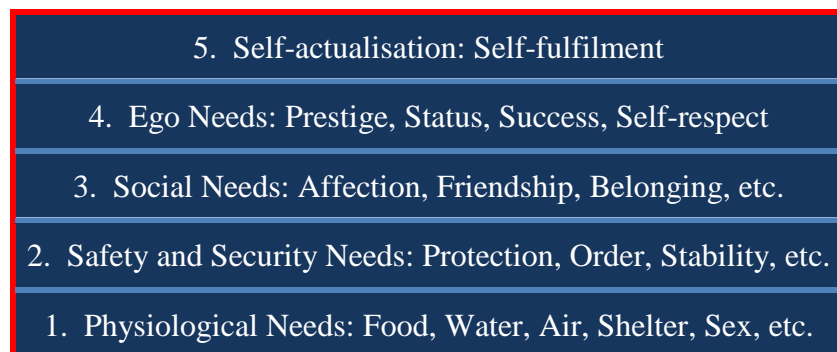 5. Self-actualisation: Self-fulfilment
4. Ego Needs: Prestige, Status, Success, Self-respect
3. Social Needs: Affection, Friendship, Belonging, etc.
2. Safety and Security Needs: Protection, Order, Stability, etc.
1. Physiological Needs: Food, Water, Air, Shelter, Sex, etc.